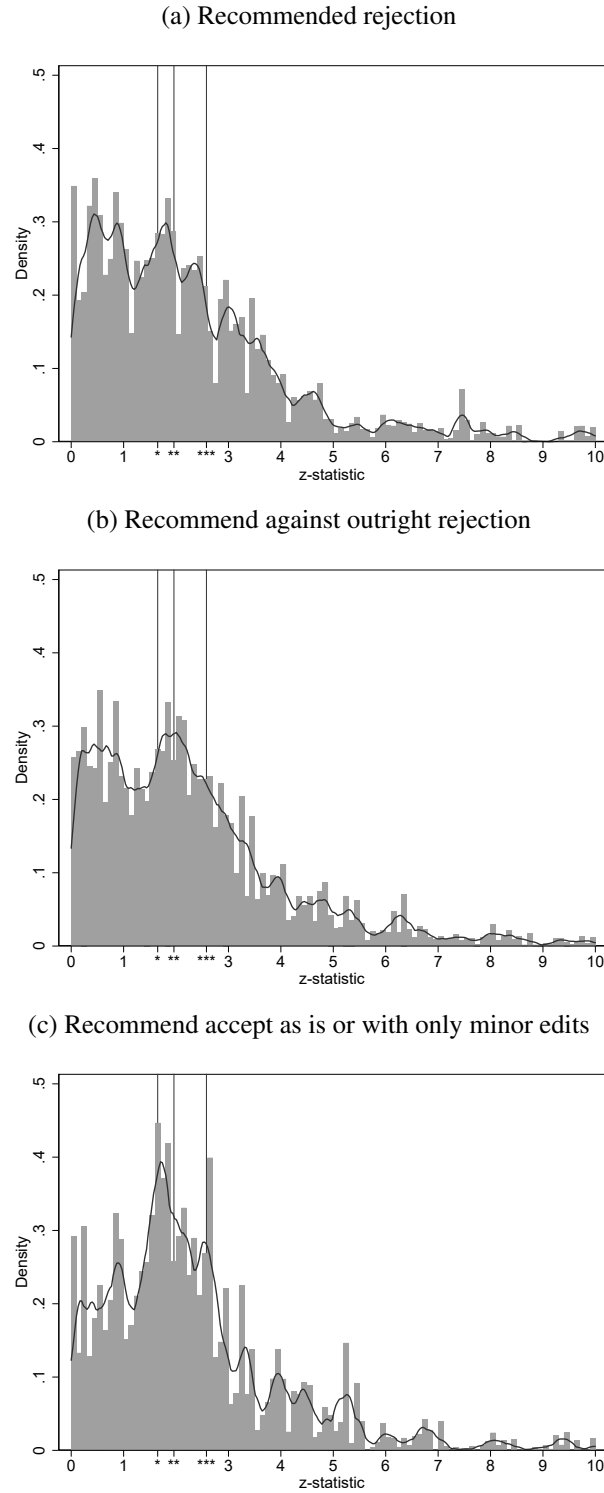 (a) Recommended rejection
.5
.4
.3
.2
.1
0
Density
0 1 * ** *** 3 4 5 6 7 8 9 10
z-statistic
(b) Recommend against outright rejection
.5
.4
.3
.2
.1
0
Density
0 1 * ** *** 3 4 5 6 7 8 9 10
z-statistic
(c) Recommend accept as is or with only minor edits
.5
.4
.3
.2
.1
0
Density
0 1 * ** *** 3 4 5 6 7 8 9 10
z-statistic